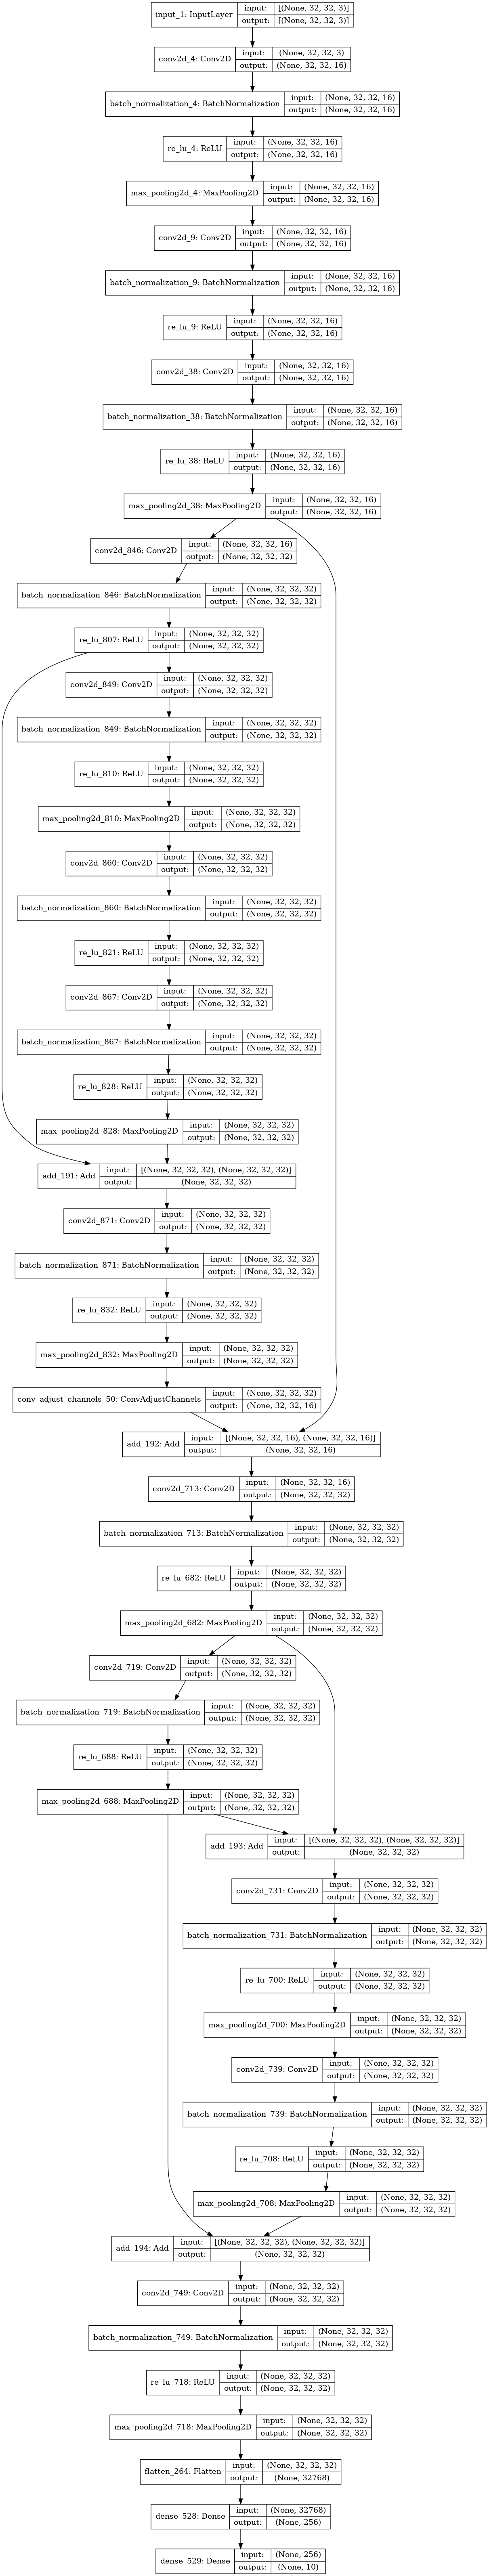 input_1: InputLayer input: [(None, 32, 32, 3)]
output: [(None, 32, 32, 3)]
conv2d_4: Conv2D input: (None, 32, 32, 3)
output: (None, 32, 32, 16)
batch_normalization_4: BatchNormalization input: (None, 32, 32, 16)
output: (None, 32, 32, 16)
re_lu_4: ReLU input: (None, 32, 32, 16)
output: (None, 32, 32, 16)
max_pooling2d_4: MaxPooling2D input: (None, 32, 32, 16)
output: (None, 32, 32, 16)
conv2d_9: Conv2D input: (None, 32, 32, 16)
output: (None, 32, 32, 16)
batch_normalization_9: BatchNormalization input: (None, 32, 32, 16)
output: (None, 32, 32, 16)
re_lu_9: ReLU input: (None, 32, 32, 16)
output: (None, 32, 32, 16)
conv2d_38: Conv2D input: (None, 32, 32, 16)
output: (None, 32, 32, 16)
batch_normalization_38: BatchNormalization input: (None, 32, 32, 16)
output: (None, 32, 32, 16)
re_lu_38: ReLU input: (None, 32, 32, 16)
output: (None, 32, 32, 16)
max_pooling2d_38: MaxPooling2D input: (None, 32, 32, 16)
output: (None, 32, 32, 16)
conv2d_846: Conv2D input: (None, 32, 32, 16)
output: (None, 32, 32, 32)
batch_normalization_846: BatchNormalization input: (None, 32, 32, 32)
output: (None, 32, 32, 32)
re_lu_807: ReLU input: (None, 32, 32, 32)
output: (None, 32, 32, 32)
conv2d_849: Conv2D input: (None, 32, 32, 32)
output: (None, 32, 32, 32)
batch_normalization_849: BatchNormalization input: (None, 32, 32, 32)
output: (None, 32, 32, 32)
re_lu_810: ReLU input: (None, 32, 32, 32)
output: (None, 32, 32, 32)
max_pooling2d_810: MaxPooling2D input: (None, 32, 32, 32)
output: (None, 32, 32, 32)
conv2d_860: Conv2D input: (None, 32, 32, 32)
output: (None, 32, 32, 32)
batch_normalization_860: BatchNormalization input: (None, 32, 32, 32)
output: (None, 32, 32, 32)
re_lu_821: ReLU input: (None, 32, 32, 32)
output: (None, 32, 32, 32)
conv2d_867: Conv2D input: (None, 32, 32, 32)
output: (None, 32, 32, 32)
batch_normalization_867: BatchNormalization input: (None, 32, 32, 32)
output: (None, 32, 32, 32)
re_lu_828: ReLU input: (None, 32, 32, 32)
output: (None, 32, 32, 32)
max_pooling2d_828: MaxPooling2D input: (None, 32, 32, 32)
output: (None, 32, 32, 32)
add_191: Add input: [(None, 32, 32, 32), (None, 32, 32, 32)]
output: (None, 32, 32, 32)
conv2d_871: Conv2D input: (None, 32, 32, 32)
output: (None, 32, 32, 32)
batch_normalization_871: BatchNormalization input: (None, 32, 32, 32)
output: (None, 32, 32, 32)
re_lu_832: ReLU input: (None, 32, 32, 32)
output: (None, 32, 32, 32)
max_pooling2d_832: MaxPooling2D input: (None, 32, 32, 32)
output: (None, 32, 32, 32)
conv_adjust_channels_50: ConvAdjustChannels input: (None, 32, 32, 32)
output: (None, 32, 32, 16)
add_192: Add input: [(None, 32, 32, 16), (None, 32, 32, 16)]
output: (None, 32, 32, 16)
conv2d_713: Conv2D input: (None, 32, 32, 16)
output: (None, 32, 32, 32)
batch_normalization_713: BatchNormalization input: (None, 32, 32, 32)
output: (None, 32, 32, 32)
re_lu_682: ReLU input: (None, 32, 32, 32)
output: (None, 32, 32, 32)
max_pooling2d_682: MaxPooling2D input: (None, 32, 32, 32)
output: (None, 32, 32, 32)
conv2d_719: Conv2D input: (None, 32, 32, 32)
output: (None, 32, 32, 32)
batch_normalization_719: BatchNormalization input: (None, 32, 32, 32)
output: (None, 32, 32, 32)
re_lu_688: ReLU input: (None, 32, 32, 32)
output: (None, 32, 32, 32)
max_pooling2d_688: MaxPooling2D input: (None, 32, 32, 32)
output: (None, 32, 32, 32)
add_193: Add input: [(None, 32, 32, 32), (None, 32, 32, 32)]
output: (None, 32, 32, 32)
conv2d_731: Conv2D input: (None, 32, 32, 32)
output: (None, 32, 32, 32)
batch_normalization_731: BatchNormalization input: (None, 32, 32, 32)
output: (None, 32, 32, 32)
re_lu_700: ReLU input: (None, 32, 32, 32)
output: (None, 32, 32, 32)
max_pooling2d_700: MaxPooling2D input: (None, 32, 32, 32)
output: (None, 32, 32, 32)
conv2d_739: Conv2D input: (None, 32, 32, 32)
output: (None, 32, 32, 32)
batch_normalization_739: BatchNormalization input: (None, 32, 32, 32)
output: (None, 32, 32, 32)
re_lu_708: ReLU input: (None, 32, 32, 32)
output: (None, 32, 32, 32)
max_pooling2d_708: MaxPooling2D input: (None, 32, 32, 32)
output: (None, 32, 32, 32)
add_194: Add input: [(None, 32, 32, 32), (None, 32, 32, 32)]
output: (None, 32, 32, 32)
conv2d_749: Conv2D input: (None, 32, 32, 32)
output: (None, 32, 32, 32)
batch_normalization_749: BatchNormalization input: (None, 32, 32, 32)
output: (None, 32, 32, 32)
re_lu_718: ReLU input: (None, 32, 32, 32)
output: (None, 32, 32, 32)
max_pooling2d_718: MaxPooling2D input: (None, 32, 32, 32)
output: (None, 32, 32, 32)
flatten_264: Flatten input: (None, 32, 32, 32)
output: (None, 32768)
dense_528: Dense input: (None, 32768)
output: (None, 256)
dense_529: Dense input: (None, 256)
output: (None, 10)